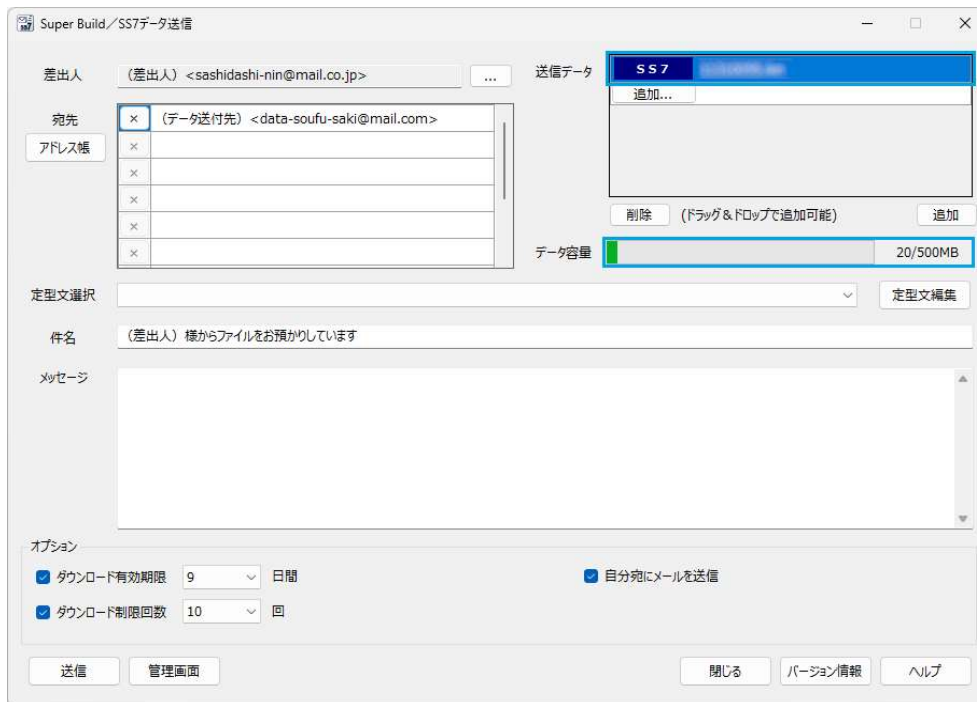 Super Build／SS7データ送信
差出人
（差出人）<sashidashi-nin@mail.co.jp>
...
宛先
アドレス帳
（データ送付先）<data-soufu-saki@mail.com>
送信データ
SS7
追加...
削除
(ドラッグ&ドロップで追加可能)
追加
データ容量
20/500MB
定型文選択
定型文編集
件名
（差出人）様からファイルをお預かりしています
メッセージ
オプション
ダウンロード有効期限 9 日間
自分宛にメールを送信
ダウンロード制限回数 10 回
送信
管理画面
閉じる
バージョン情報
ヘルプ